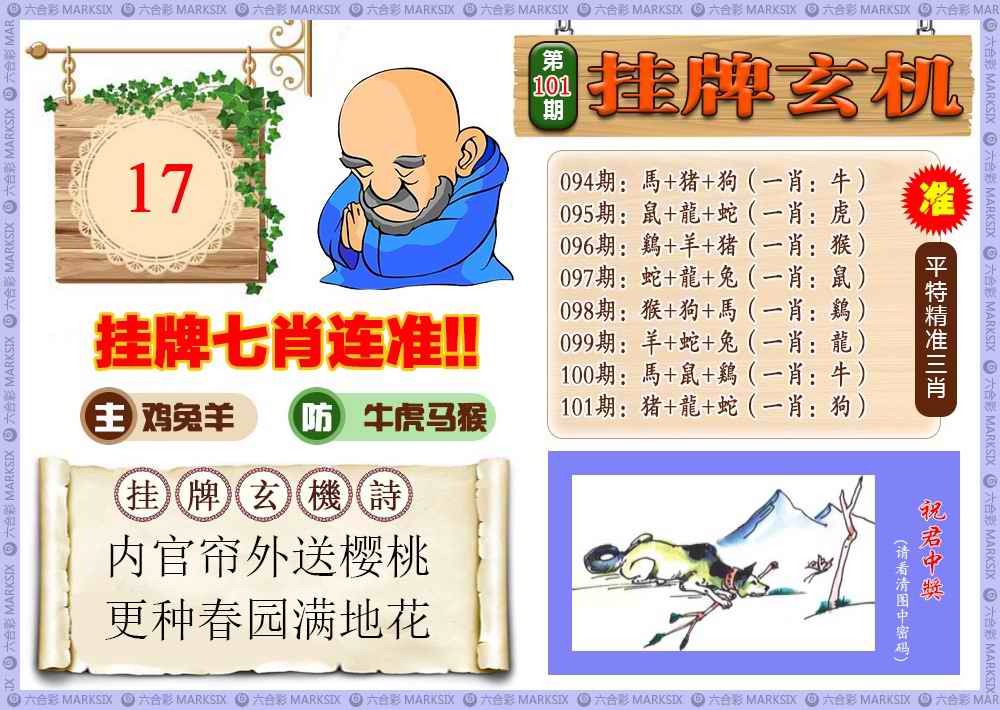 六合彩 MARKSIX
17
第101期
挂牌玄机
094期：馬+猪+狗（一肖：牛）
095期：鼠+龍+蛇（一肖：虎）
096期：鷄+羊+猪（一肖：猴）
097期：蛇+龍+兔（一肖：鼠）
098期：猴+狗+馬（一肖：鷄）
099期：羊+蛇+兔（一肖：龍）
100期：馬+鼠+鷄（一肖：牛）
101期：猪+龍+蛇（一肖：狗）
准
平特精准三肖
挂牌七肖连准!!
主 鸡兔羊
防 牛虎马猴
挂牌玄機詩
内官帘外送樱桃
更种春园满地花
祝君中獎
（请看清图中密码）